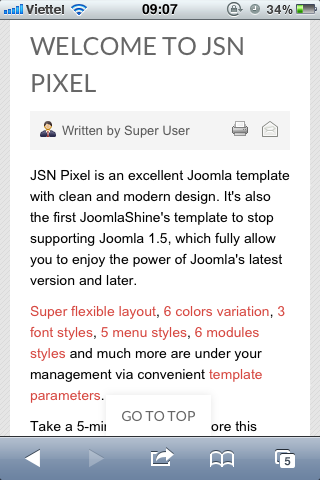 Viettel 09:07 34%
WELCOME TO JSN
PIXEL
Written by Super User
JSN Pixel is an excellent Joomla template
with clean and modern design. It's also
the first JoomlaShine's template to stop
supporting Joomla 1.5, which fully allow
you to enjoy the power of Joomla's latest
version and later.
Super flexible layout, 6 colors variation, 3
font styles, 5 menu styles, 6 modules
styles and much more are under your
management via convenient template
parameters.
GO TO TOP
Take a 5-min ore this
5